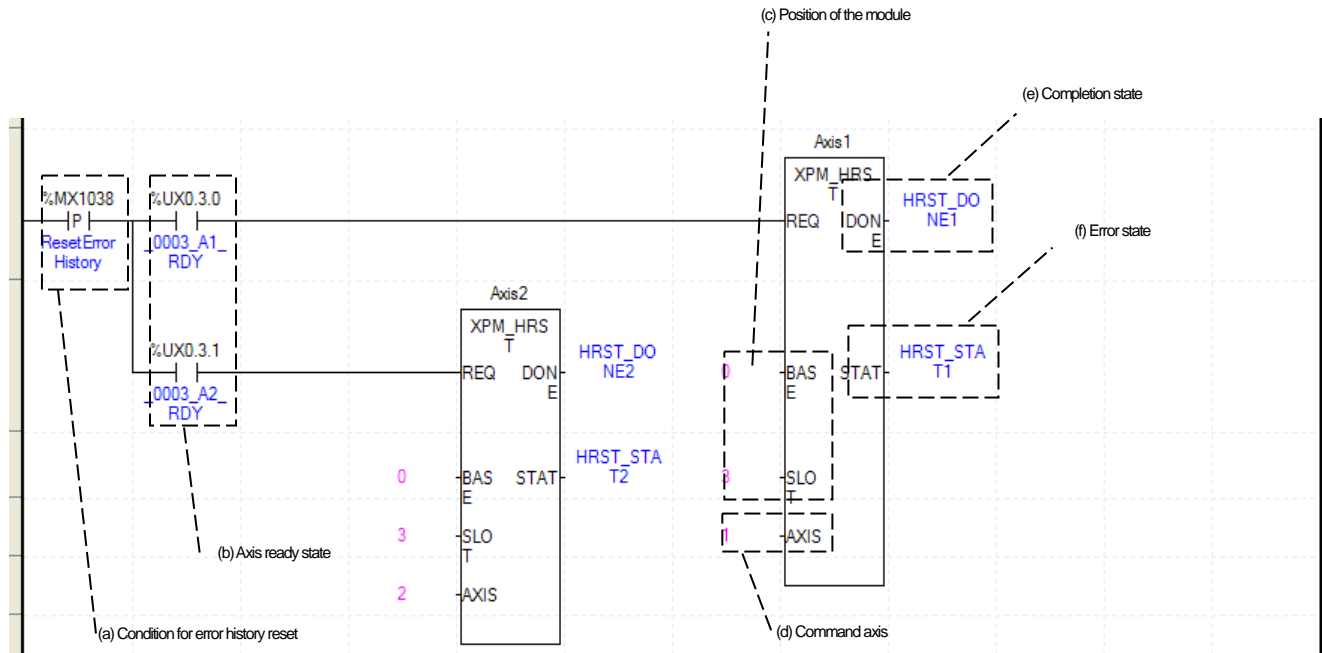 (c) Position of the module
(e) Completion state
Axis1
XPM_HRS
T
%MX1038
%UX0.3.0
HRST_DO
NE1
P
REQ
DON
E
ResetError
History
_0003_A1_
RDY
(f) Error state
Axis2
XPM_HRS
T
%UX0.3.1
HRST_DO
NE2
HRST_STA
T1
REQ
DON
E
0
BAS
E
STAT
_0003_A2_
RDY
HRST_STA
T2
0
BAS
E
STAT
3
SLO
T
3
SLO
T
1
AXIS
(b) Axis ready state
2
AXIS
(a) Condition for error history reset
(d) Command axis